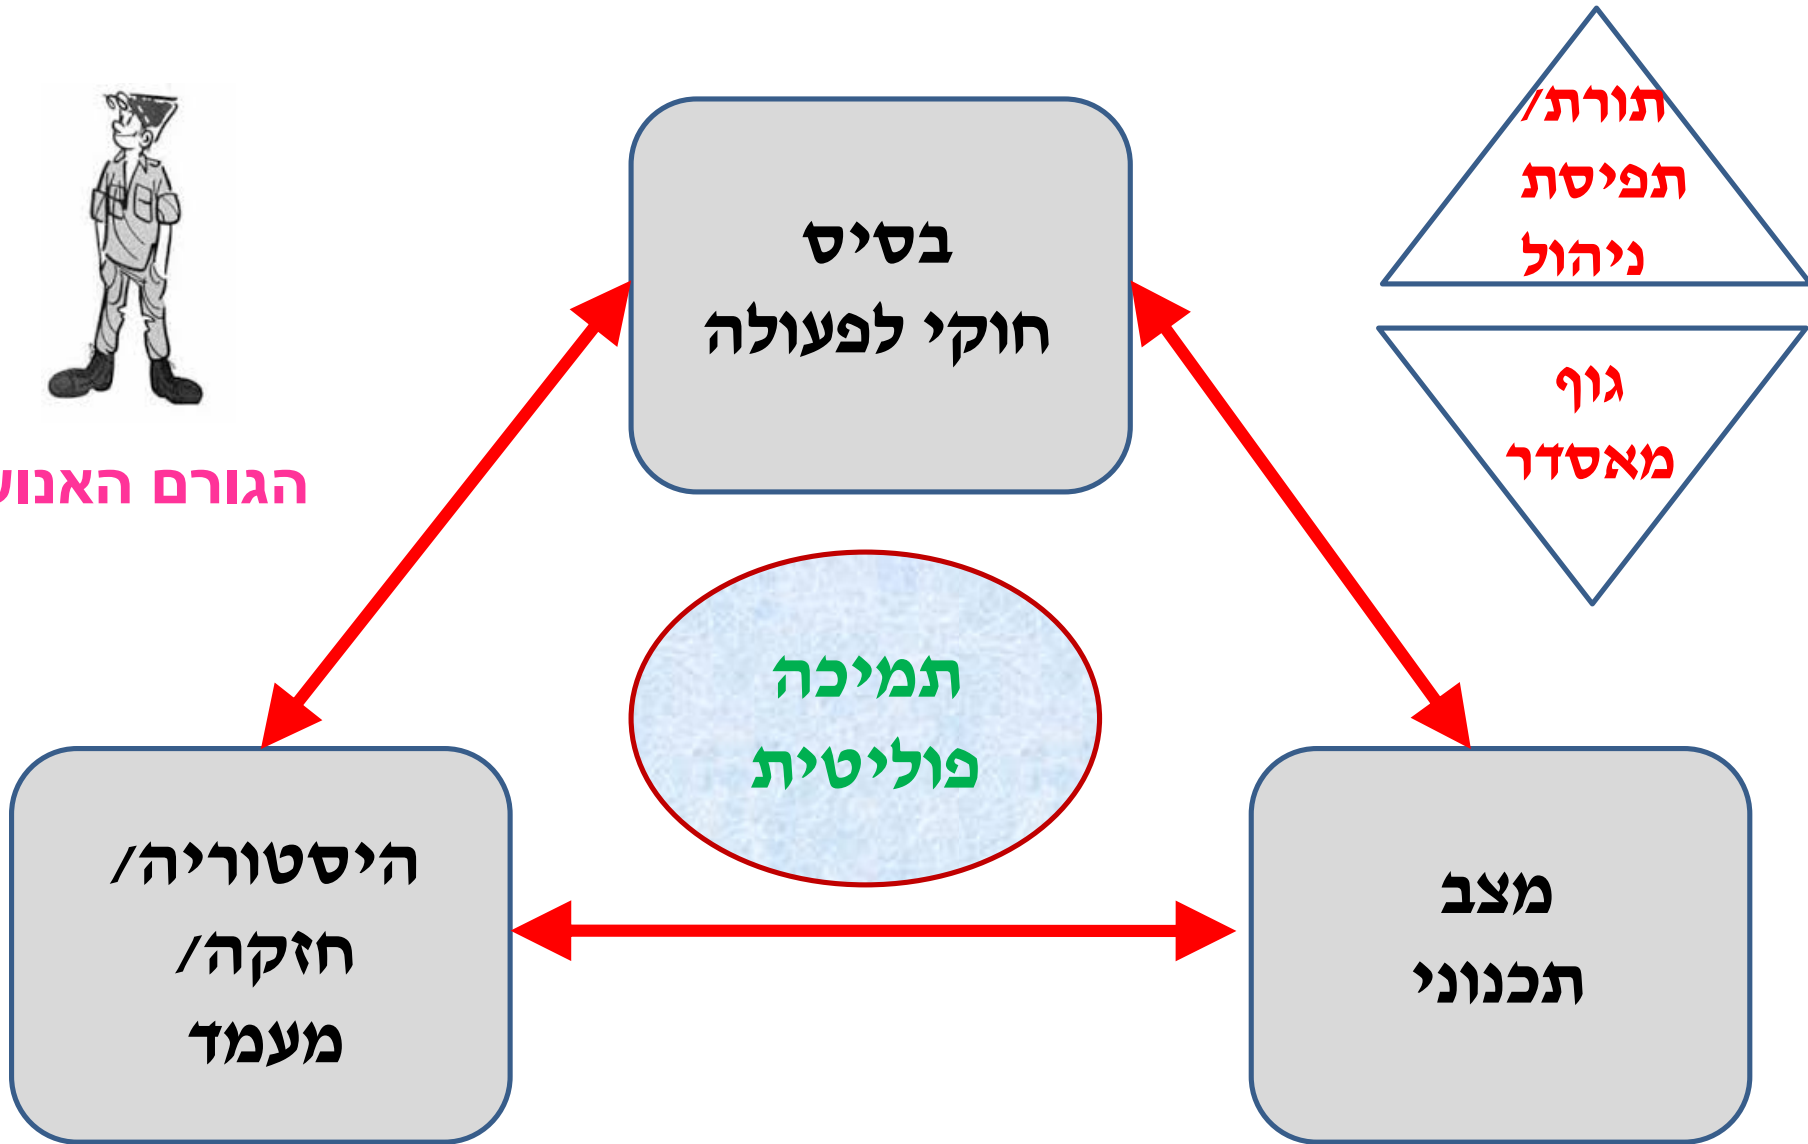 תורת/
תפיסת
ניהול
גוף
מאסדר
בסיס
חוקי לפעולה
הגורם
תמיכה
פוליטית
מצב
תכנוני
היסטוריה/
חזקה/
מעמד